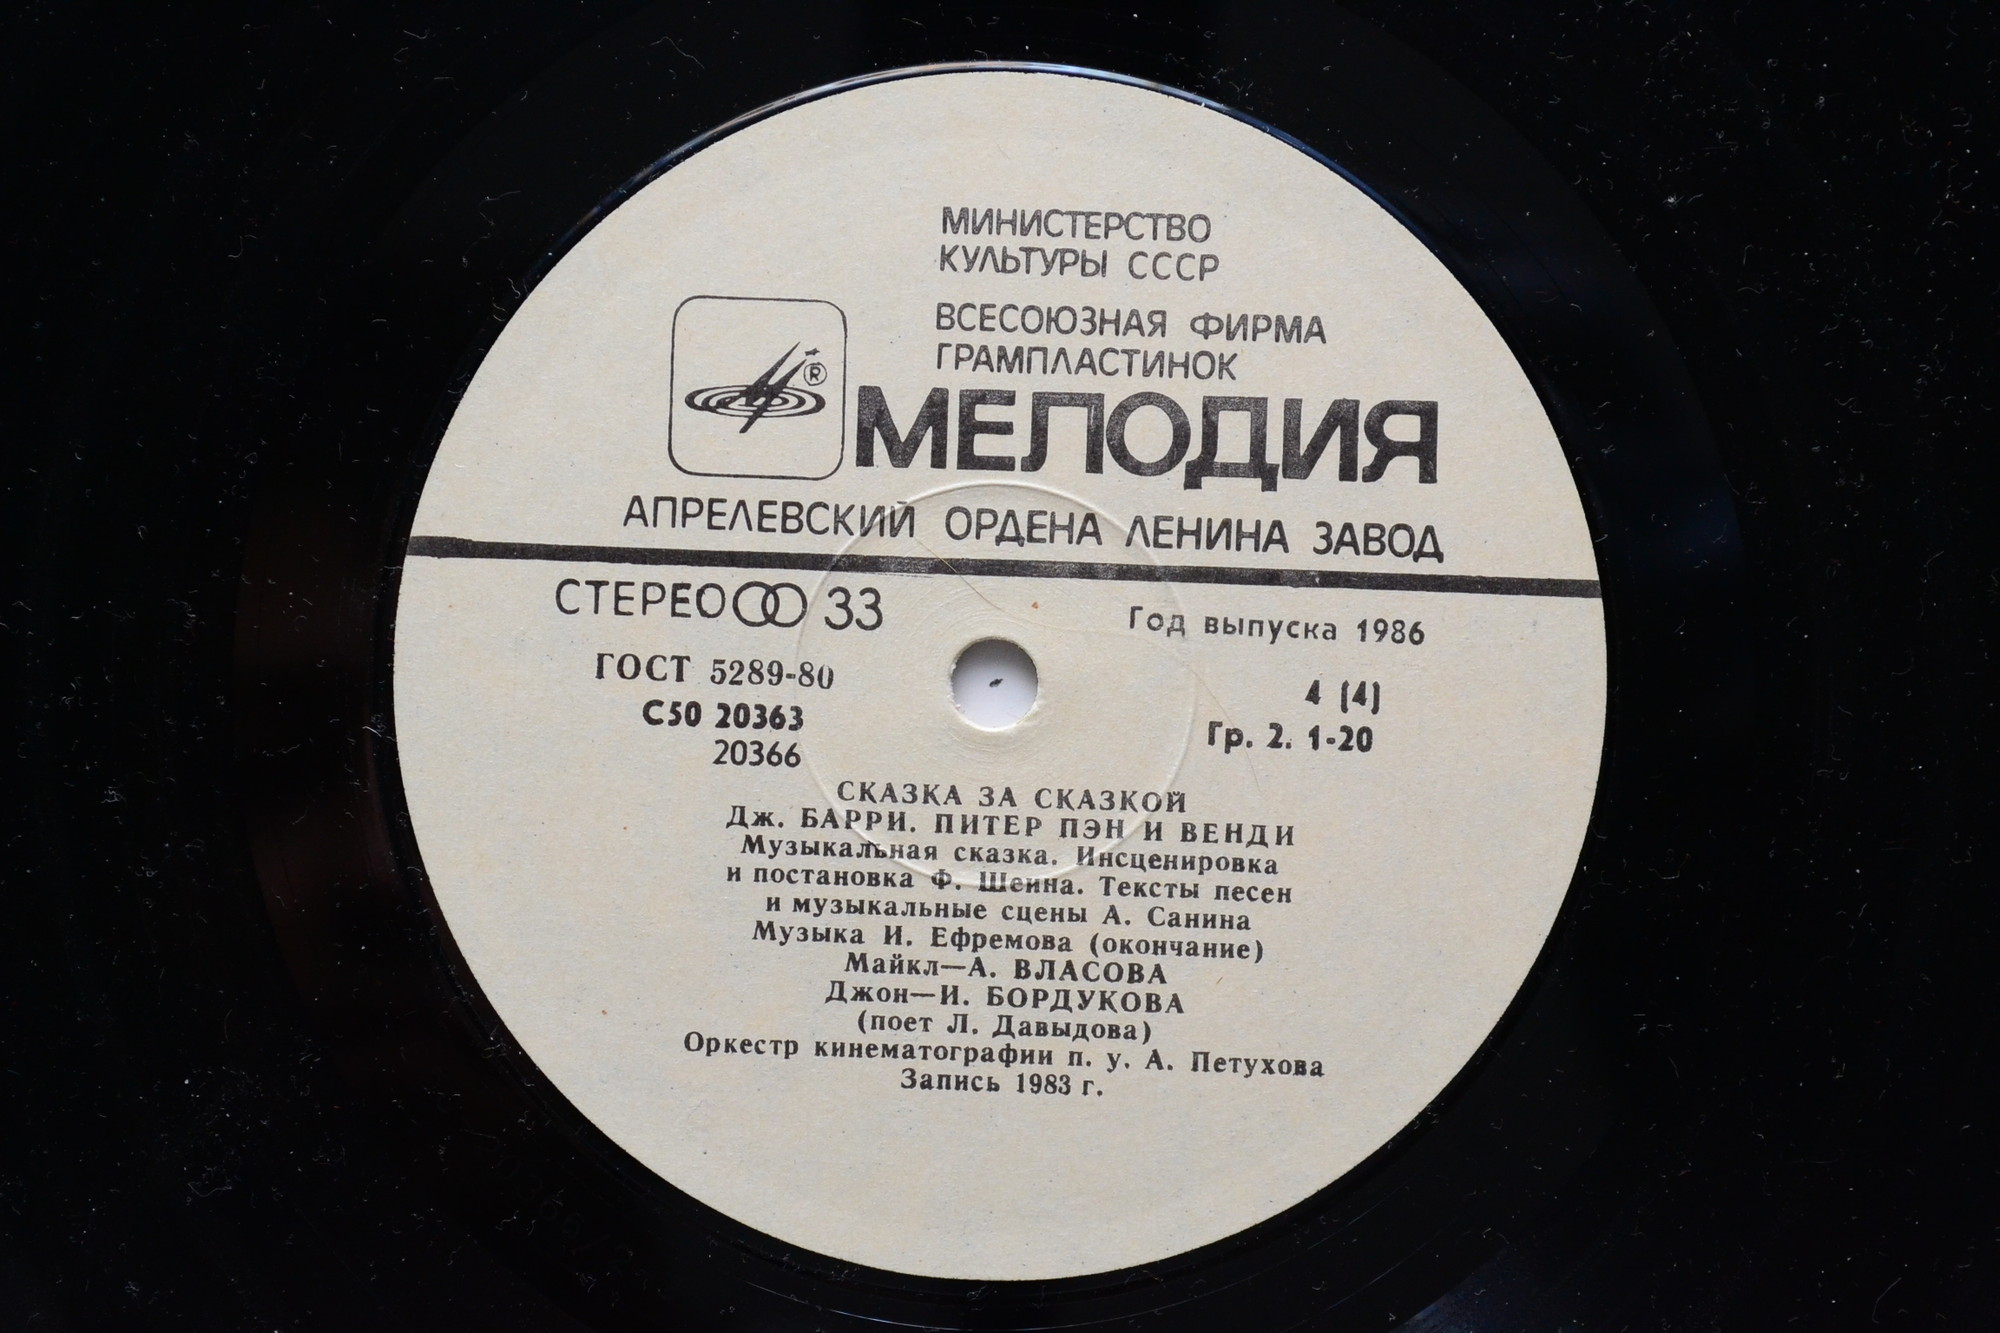 МИНИСТЕРСТВО
КУЛЬТУРЫ СССР
ВСЕСОЮЗНАЯ ФИРМА
ГРАМПЛАСТИНОК
®
МЕЛОДИЯ
АПРЕЛЕВСКИЙ ОРДЕНА ЛЕНИНА ЗАВОД
СТЕРЕО 33
Год выпуска 1986
ГОСТ 5289-80
С50 20363
20366
4 (4)
Гр. 2. 1-20
СКАЗКА ЗА СКАЗКОЙ
Дж. БАРРИ. ПИТЕР ПЭН И ВЕНДИ
Музыкальная сказка. Инсценировка
и постановка Ф. Шеина. Тексты песен
и музыкальные сцены А. Санина
Музыка И. Ефремова (окончание)
Майкл—А. ВЛАСОВА
Джон—И. БОРДУКОВА
(поет Л. Давыдова)
Оркестр кинематографии п. у. А. Петухова
Запись 1983 г.